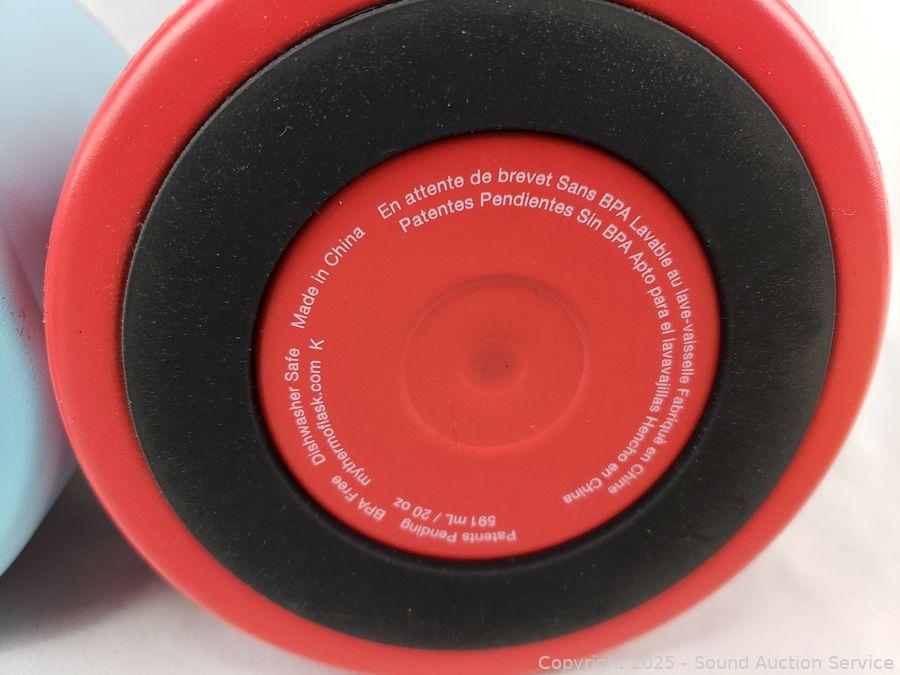 Patents Pending BPA Free Dishwasher Safe Made in China En attente de brevet Sans BPA Lavable au lave-vaisselle Fabriqué en Chine
591 mL / 20 oz mythermoflask.com K Patentes Pendientes Sin BPA Apto para el lavavajillas Hencho en China
Copyright 2025 - Sound Auction Service